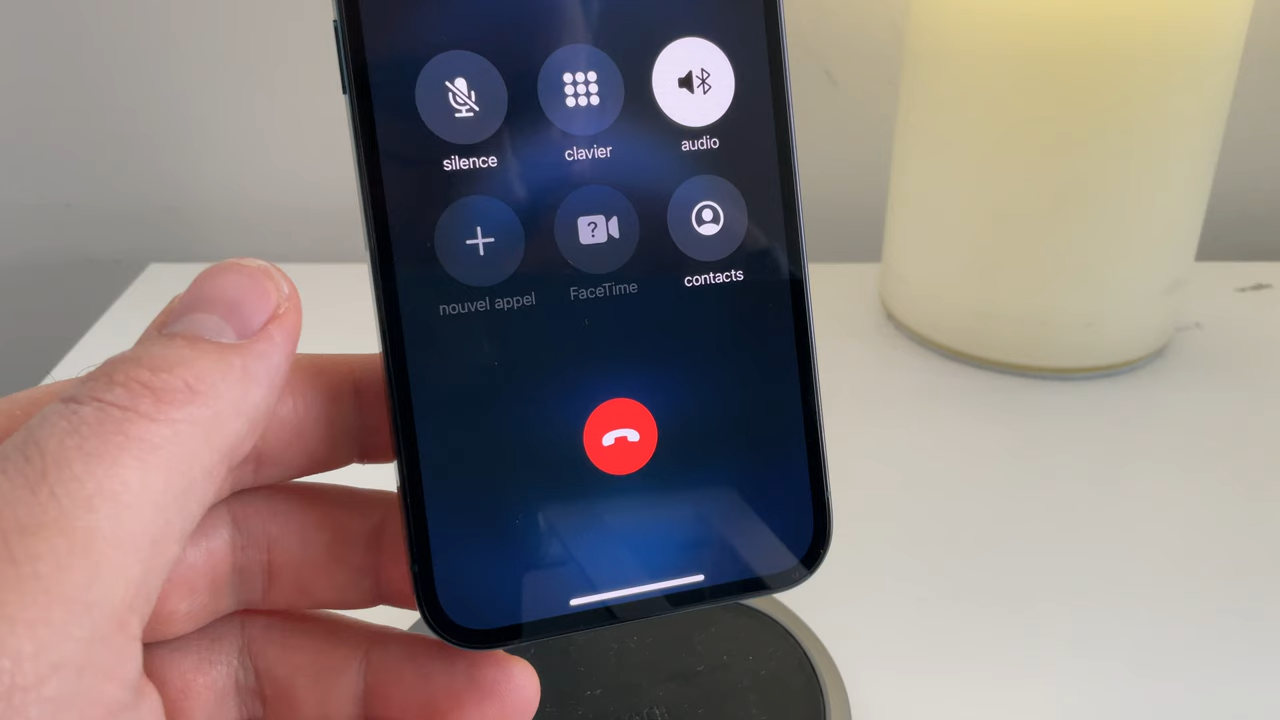 silence
clavier
audio
nouvel appel
FaceTime
contacts